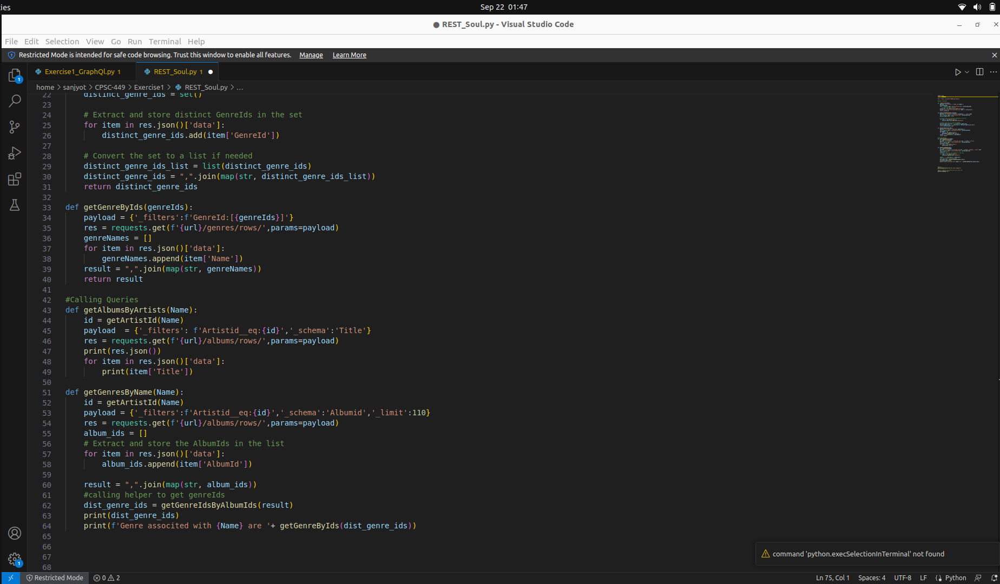 ies
Sep 22 01:47
● REST_Soul.py - Visual Studio Code
File Edit Selection View Go Run Terminal Help
Restricted Mode is intended for safe code browsing. Trust this window to enable all features. Manage Learn More
Exercise1_GraphQl.py 1 REST_Soul.py 1 ●
1
home > sanjyot > CPSC-449 > Exercise1 > REST_Soul.py > ...
22 distinct_genre_ids = set()
23
24 # Extract and store distinct GenreIds in the set
25 for item in res.json()['data']:
26 distinct_genre_ids.add(item['GenreId'])
27
28 # Convert the set to a list if needed
29 distinct_genre_ids_list = list(distinct_genre_ids)
30 distinct_genre_ids = ",".join(map(str, distinct_genre_ids_list))
31 return distinct_genre_ids
32
33 def getGenreByIds(genreIds):
34 payload = {'_filters':f'GenreId:[{genreIds}]'}
35 res = requests.get(f'{url}/genres/rows/',params=payload)
36 genreNames = []
37 for item in res.json()['data']:
38 genreNames.append(item['Name'])
39 result = ",".join(map(str, genreNames))
40 return result
41
42 #Calling Queries
43 def getAlbumsByArtists(Name):
44 id = getArtistId(Name)
45 payload  = {'_filters': f'Artistid__eq:{id}','_schema':'Title'}
46 res = requests.get(f'{url}/albums/rows/',params=payload)
47 print(res.json())
48 for item in res.json()['data']:
49 print(item['Title'])
50
51 def getGenresByName(Name):
52 id = getArtistId(Name)
53 payload = {'_filters':f'Artistid__eq:{id}','_schema':'Albumid','_limit':110}
54 res = requests.get(f'{url}/albums/rows/',params=payload)
55 album_ids = []
56 # Extract and store the AlbumIds in the list
57 for item in res.json()['data']:
58 album_ids.append(item['AlbumId'])
59
60 result = ",".join(map(str, album_ids))
61 #calling helper to get genreIds
62 dist_genre_ids = getGenreIdsByAlbumIds(result)
63 print(dist_genre_ids)
64 print(f'Genre associted with {Name} are '+ getGenreByIds(dist_genre_ids))
65
66
67
68
command 'python.execSelectionInTerminal' not found
1
Restricted Mode 0 2 Ln 75, Col 1 Spaces: 4 UTF-8 LF Python